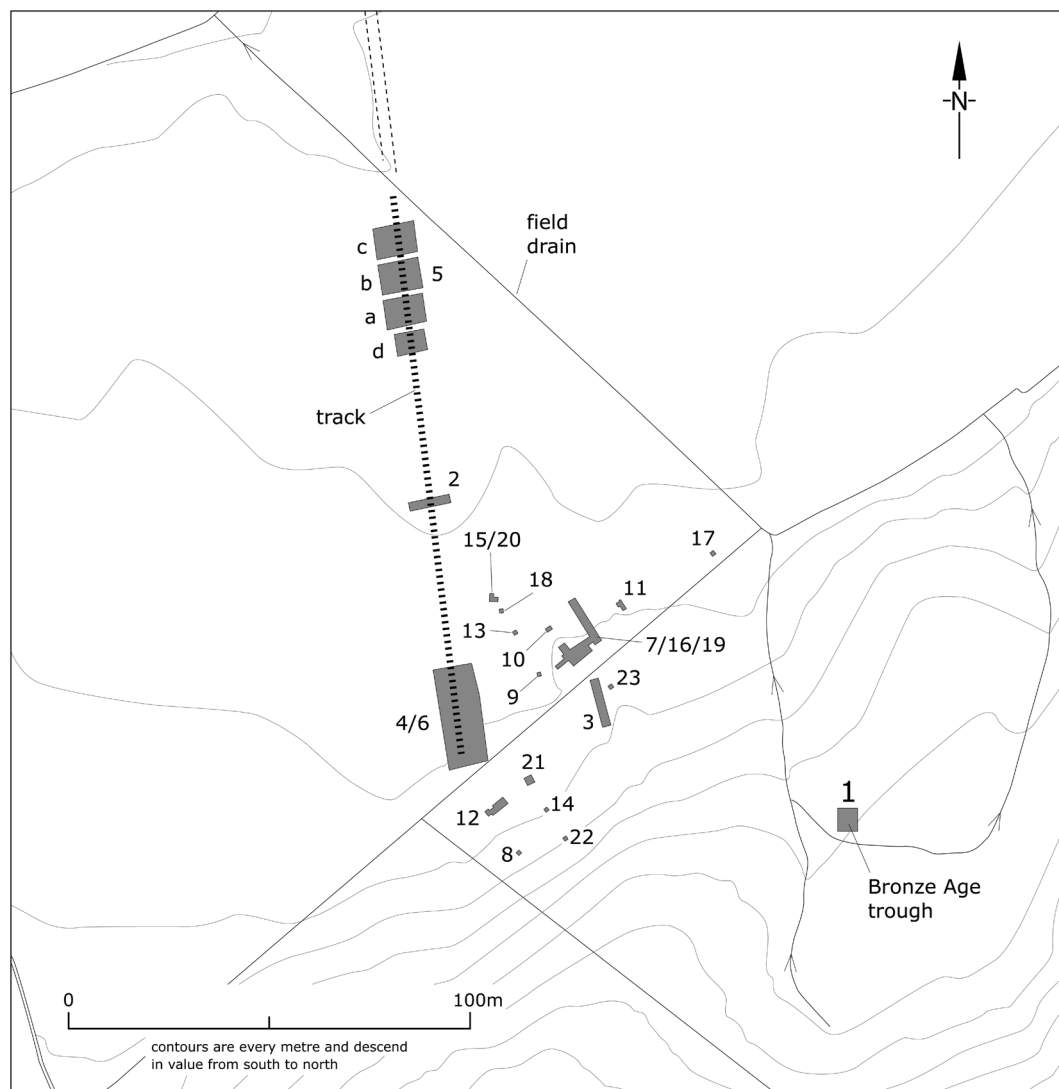 -N-
field
drain
c
b
5
a
d
track
2
15/20
17
18
11
13
10
7/16/19
9
23
4/6
3
21
1
12
14
22
8
Bronze Age
trough
0
100m
contours are every metre and descend
in value from south to north